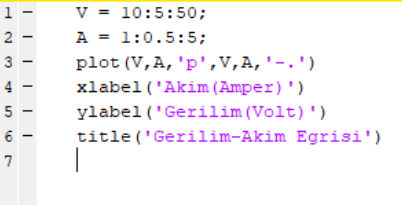 1 - V = 10:5:50;
2 - A = 1:0.5:5;
3 - plot(V,A,'p',V,A,'-.')
4 - xlabel('Akim(Amper)')
5 - ylabel('Gerilim(Volt)')
6 - title('Gerilim-Akim Egrisi')
7